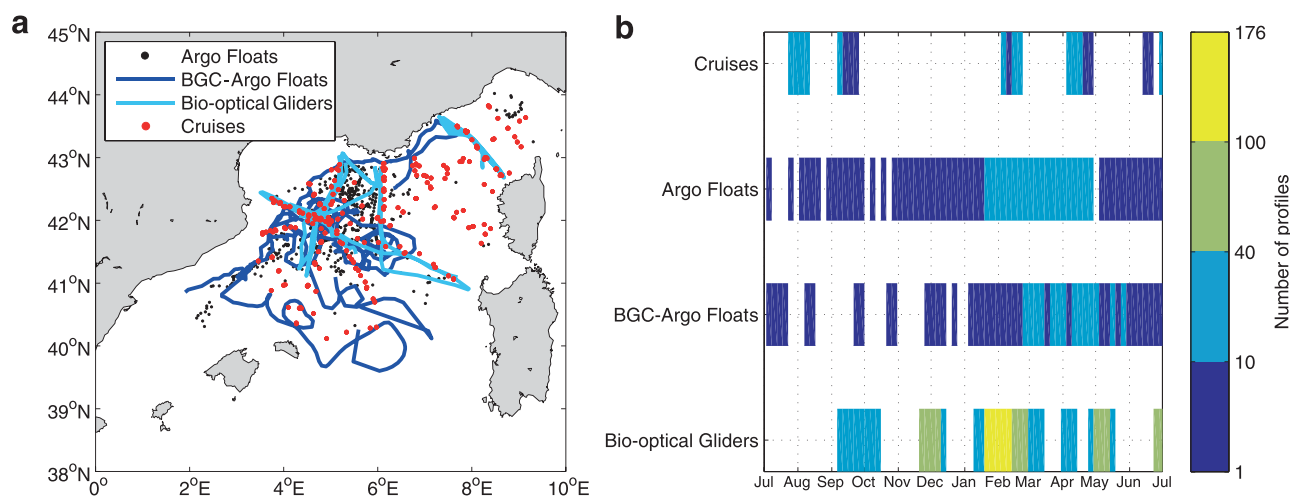 a
45°N
44°N
43°N
42°N
41°N
40°N
39°N
38°N
0°
2°E
4°E
6°E
8°E
10°E
Argo Floats
BGC-Argo Floats
Bio-optical Gliders
Cruises
b
Cruises
Argo Floats
BGC-Argo Floats
Bio-optical Gliders
Jul Aug Sep Oct Nov Dec Jan Feb Mar Apr May Jun Jul
176
100
40
10
1
Number of profiles